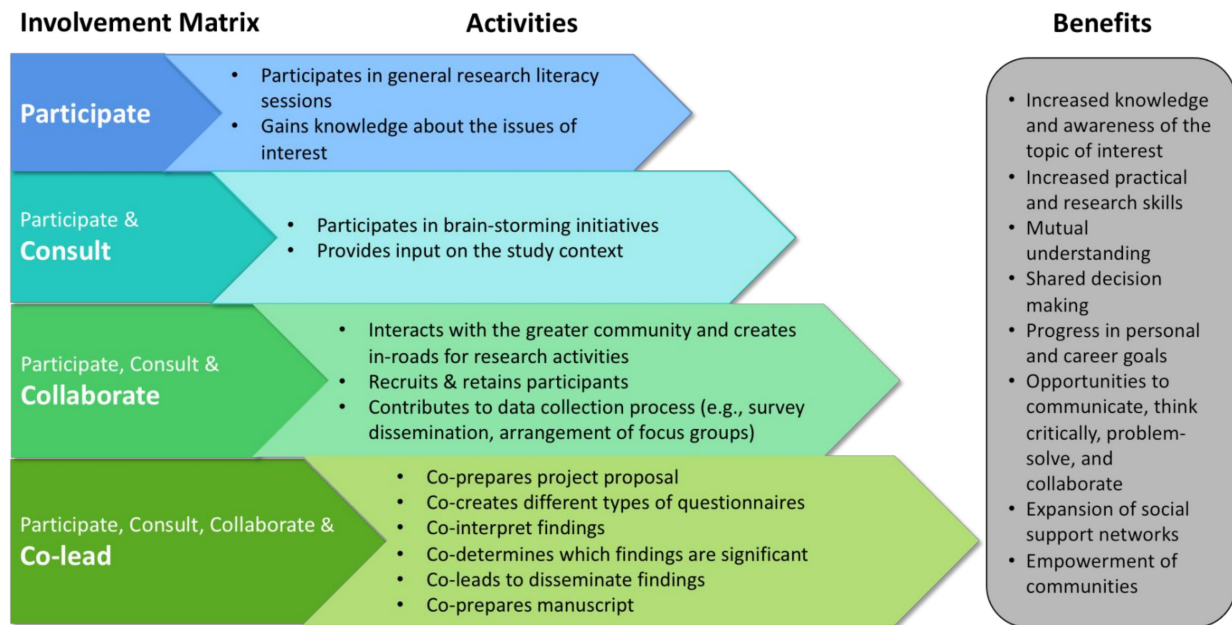 Involvement Matrix
Activities
Benefits
Participate
• Participates in general research literacy
sessions
• Gains knowledge about the issues of
interest
Participate &
Consult
• Participates in brain-storming initiatives
• Provides input on the study context
Participate, Consult &
Collaborate
• Interacts with the greater community and creates
in-roads for research activities
• Recruits & retains participants
• Contributes to data collection process (e.g., survey
dissemination, arrangement of focus groups)
Participate, Consult, Collaborate &
Co-lead
• Co-prepares project proposal
• Co-creates different types of questionnaires
• Co-interpret findings
• Co-determines which findings are significant
• Co-leads to disseminate findings
• Co-prepares manuscript
• Increased knowledge
and awareness of the
topic of interest
• Increased practical
and research skills
• Mutual
understanding
• Shared decision
making
• Progress in personal
and career goals
• Opportunities to
communicate, think
critically, problem-
solve, and
collaborate
• Expansion of social
support networks
• Empowerment of
communities